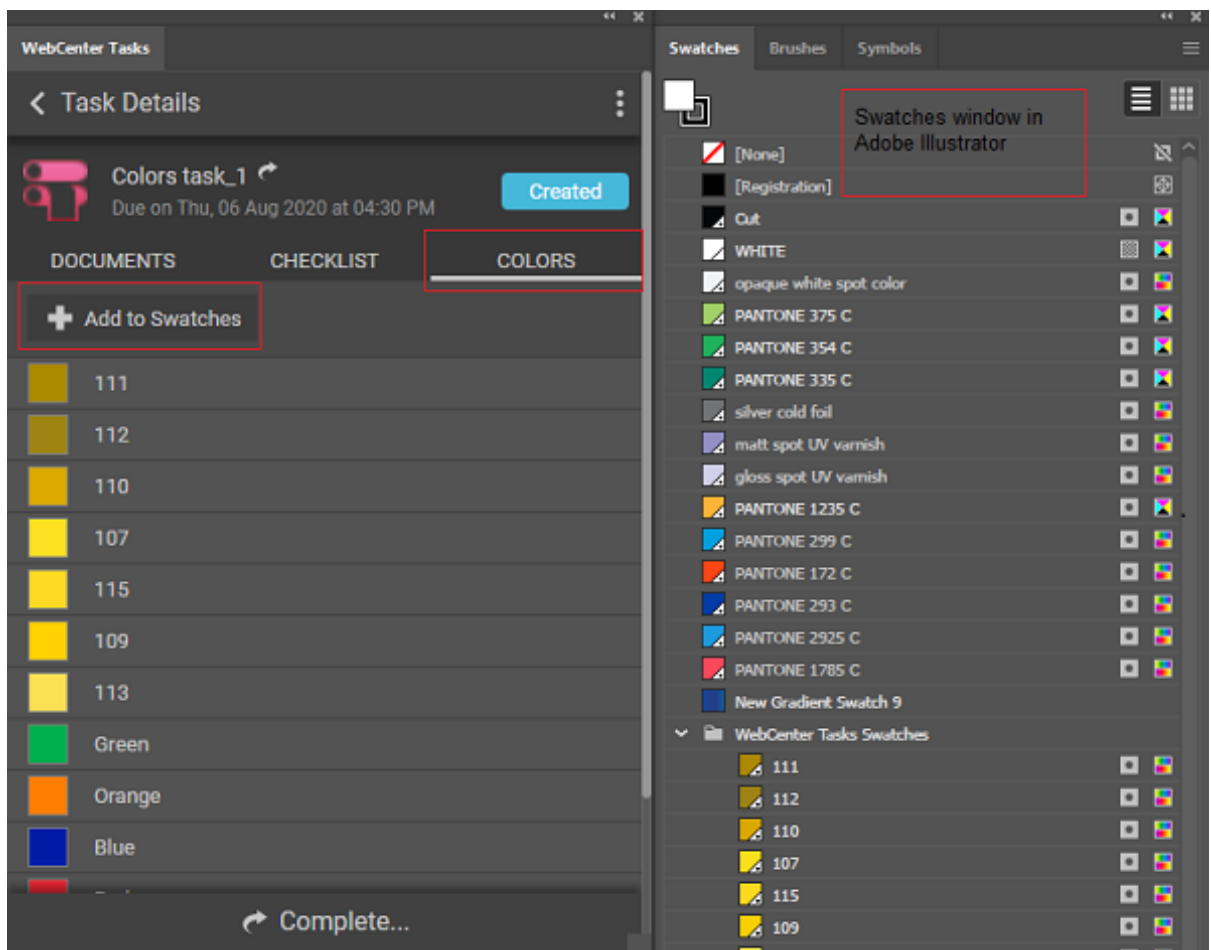 WebCenter Tasks
Task Details
Colors task_1
Due on Thu, 06 Aug 2020 at 04:30 PM
Created
DOCUMENTS CHECKLIST COLORS
Add to Swatches
111
112
110
107
115
109
113
Green
Orange
Blue
Complete...
Swatches Brushes Symbols
Swatches window in
Adobe Illustrator
[None]
[Registration]
Cut
WHITE
opaque white spot color
PANTONE 375 C
PANTONE 354 C
PANTONE 335 C
silver cold foil
matt spot UV varnish
gloss spot UV varnish
PANTONE 1235 C
PANTONE 299 C
PANTONE 172 C
PANTONE 293 C
PANTONE 2925 C
PANTONE 1785 C
New Gradient Swatch 9
WebCenter Tasks Swatches
111
112
110
107
115
109